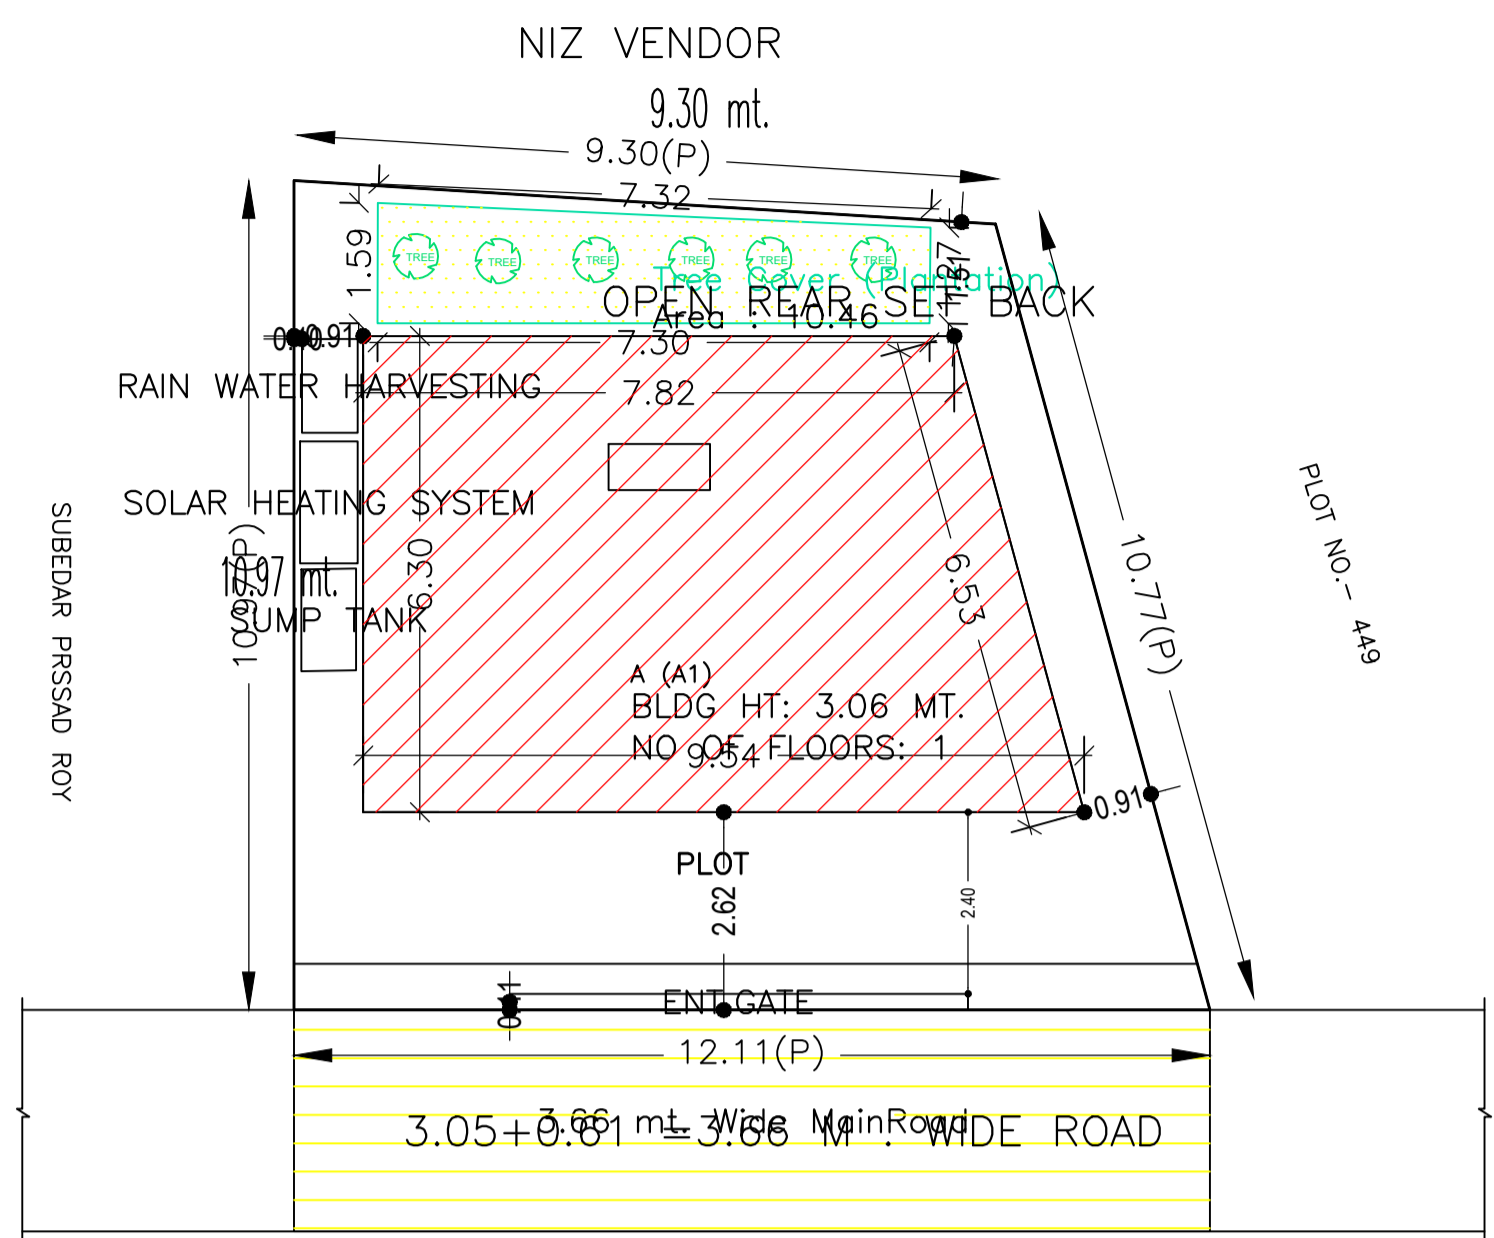 NIZ VENDOR
9.30 mt.
9.30(P)
7.32
1.59
TREE
TREE
TREE
TREE
TREE
TREE
Tree Cover (Plantation)
OPEN REAR SET BACK
Area : 10.46
7.30
0.91
7.82
RAIN WATER HARVESTING
SOLAR HEATING SYSTEM
10.97 mt.
SUMP TANK
6.30
6.53
10.77(P)
PLOT NO.- 449
SUBEDAR PRSSAD ROY
A (A1)
BLDG HT: 3.06 MT.
NO OF FLOORS: 1
9.54
0.91
PLOT
2.62
2.40
0.11
ENT.GATE
12.11(P)
3.66 mt. Wide MainRoad
3.05+0.61 =3.66 M . WIDE ROAD